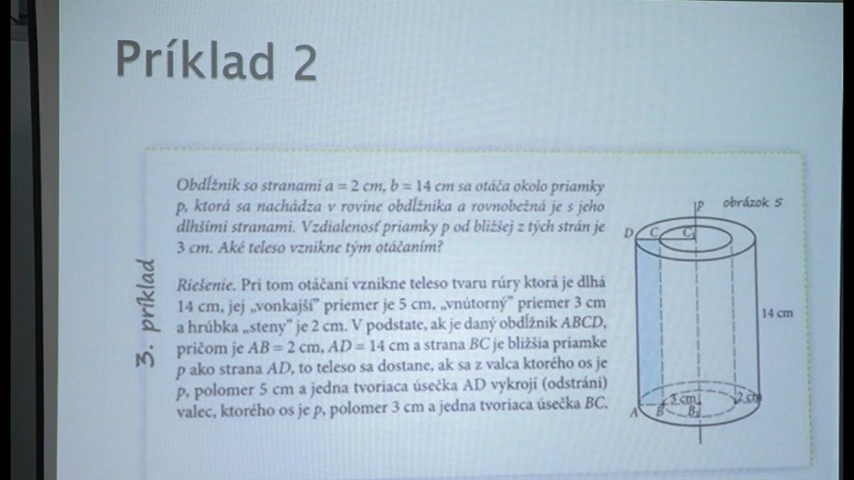 Príklad 2
3. príklad
Obdĺžnik so stranami a = 2 cm, b = 14 cm sa otáča okolo priamky
p, ktorá sa nachádza v rovine obdĺžnika a rovnobežná je s jeho
dlhšími stranami. Vzdialenosť priamky p od bližšej z tých strán je
3 cm. Aké teleso vznikne tým otáčaním?
Riešenie. Pri tom otáčaní vznikne teleso tvaru rúry ktorá je dlhá
14 cm, jej „vonkajší” priemer je 5 cm, „vnútorný” priemer 3 cm
a hrúbka „steny” je 2 cm. V podstate, ak je daný obdĺžnik ABCD,
pričom je AB = 2 cm, AD = 14 cm a strana BC je bližšia priamke
p ako strana AD, to teleso sa dostane, ak sa z valca ktorého os je
p, polomer 5 cm a jedna tvoriaca úsečka AD vykrojí (odstráni)
valec, ktorého os je p, polomer 3 cm a jedna tvoriaca úsečka BC.
p
obrázok 5
D C C₁
14 cm
3 cm 2 cm
A B B₁